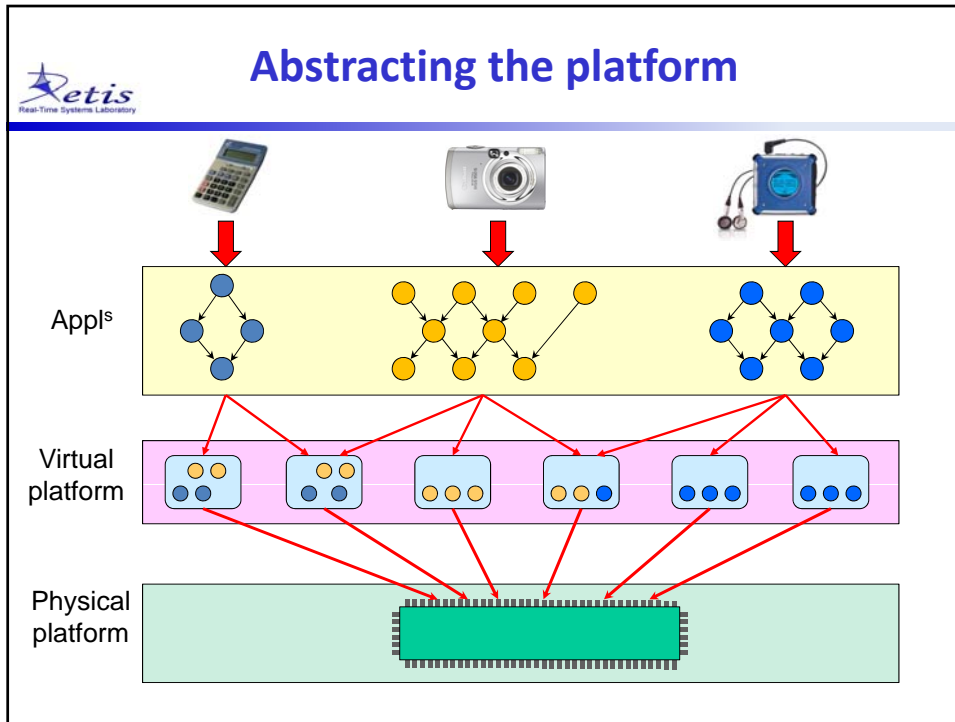 Abstracting the platform
Retis
Real-Time Systems Laboratory
Applˢ
Virtual
platform
Physical
platform